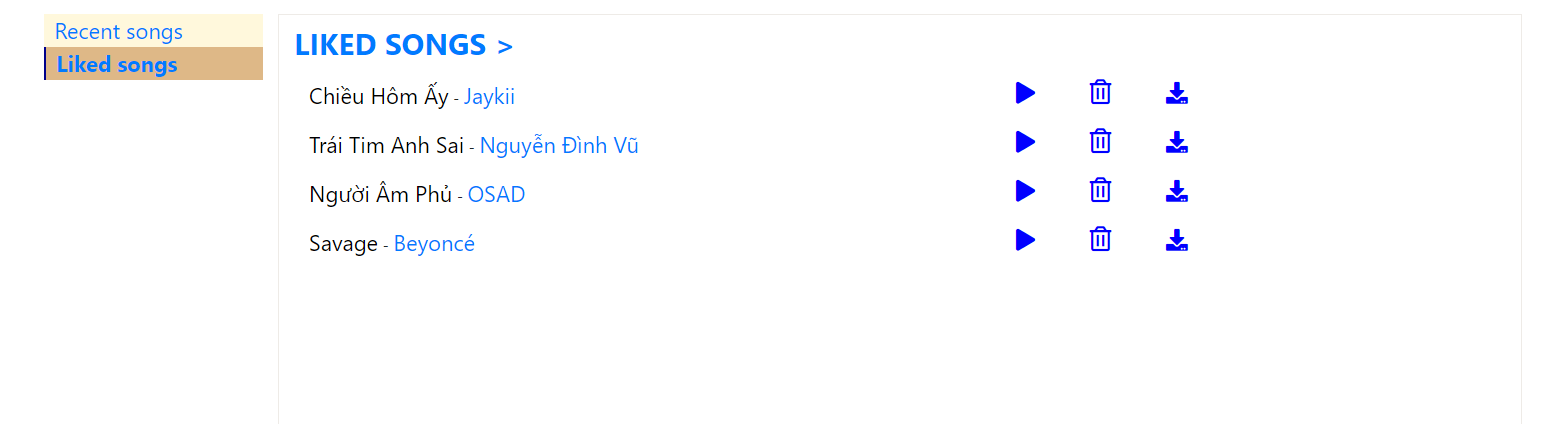 Recent songs
Liked songs
LIKED SONGS >
Chiều Hôm Ấy - Jaykii
Trái Tim Anh Sai - Nguyễn Đình Vũ
Người Âm Phủ - OSAD
Savage - Beyoncé